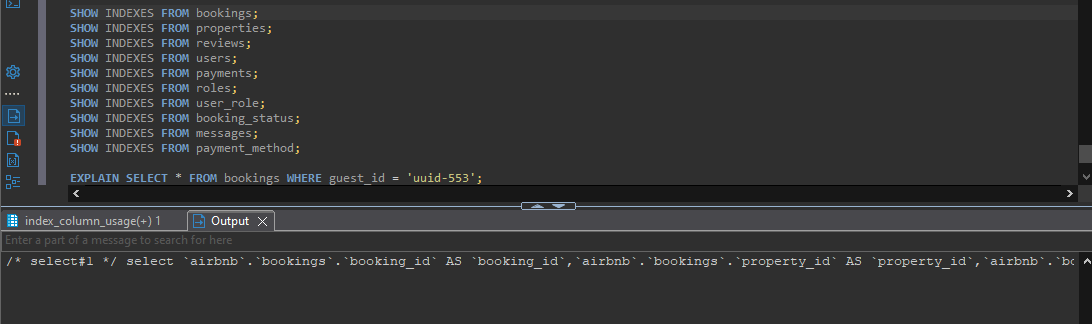 SHOW INDEXES FROM bookings;
SHOW INDEXES FROM properties;
SHOW INDEXES FROM reviews;
SHOW INDEXES FROM users;
SHOW INDEXES FROM payments;
SHOW INDEXES FROM roles;
SHOW INDEXES FROM user_role;
SHOW INDEXES FROM booking_status;
SHOW INDEXES FROM messages;
SHOW INDEXES FROM payment_method;
EXPLAIN SELECT * FROM bookings WHERE guest_id = 'uuid-553';
index_column_usage(+) 1 Output
Enter a part of a message to search for here
/* select#1 */ select `airbnb`.`bookings`.`booking_id` AS `booking_id`,`airbnb`.`bookings`.`property_id` AS `property_id`,`airbnb`.`bo